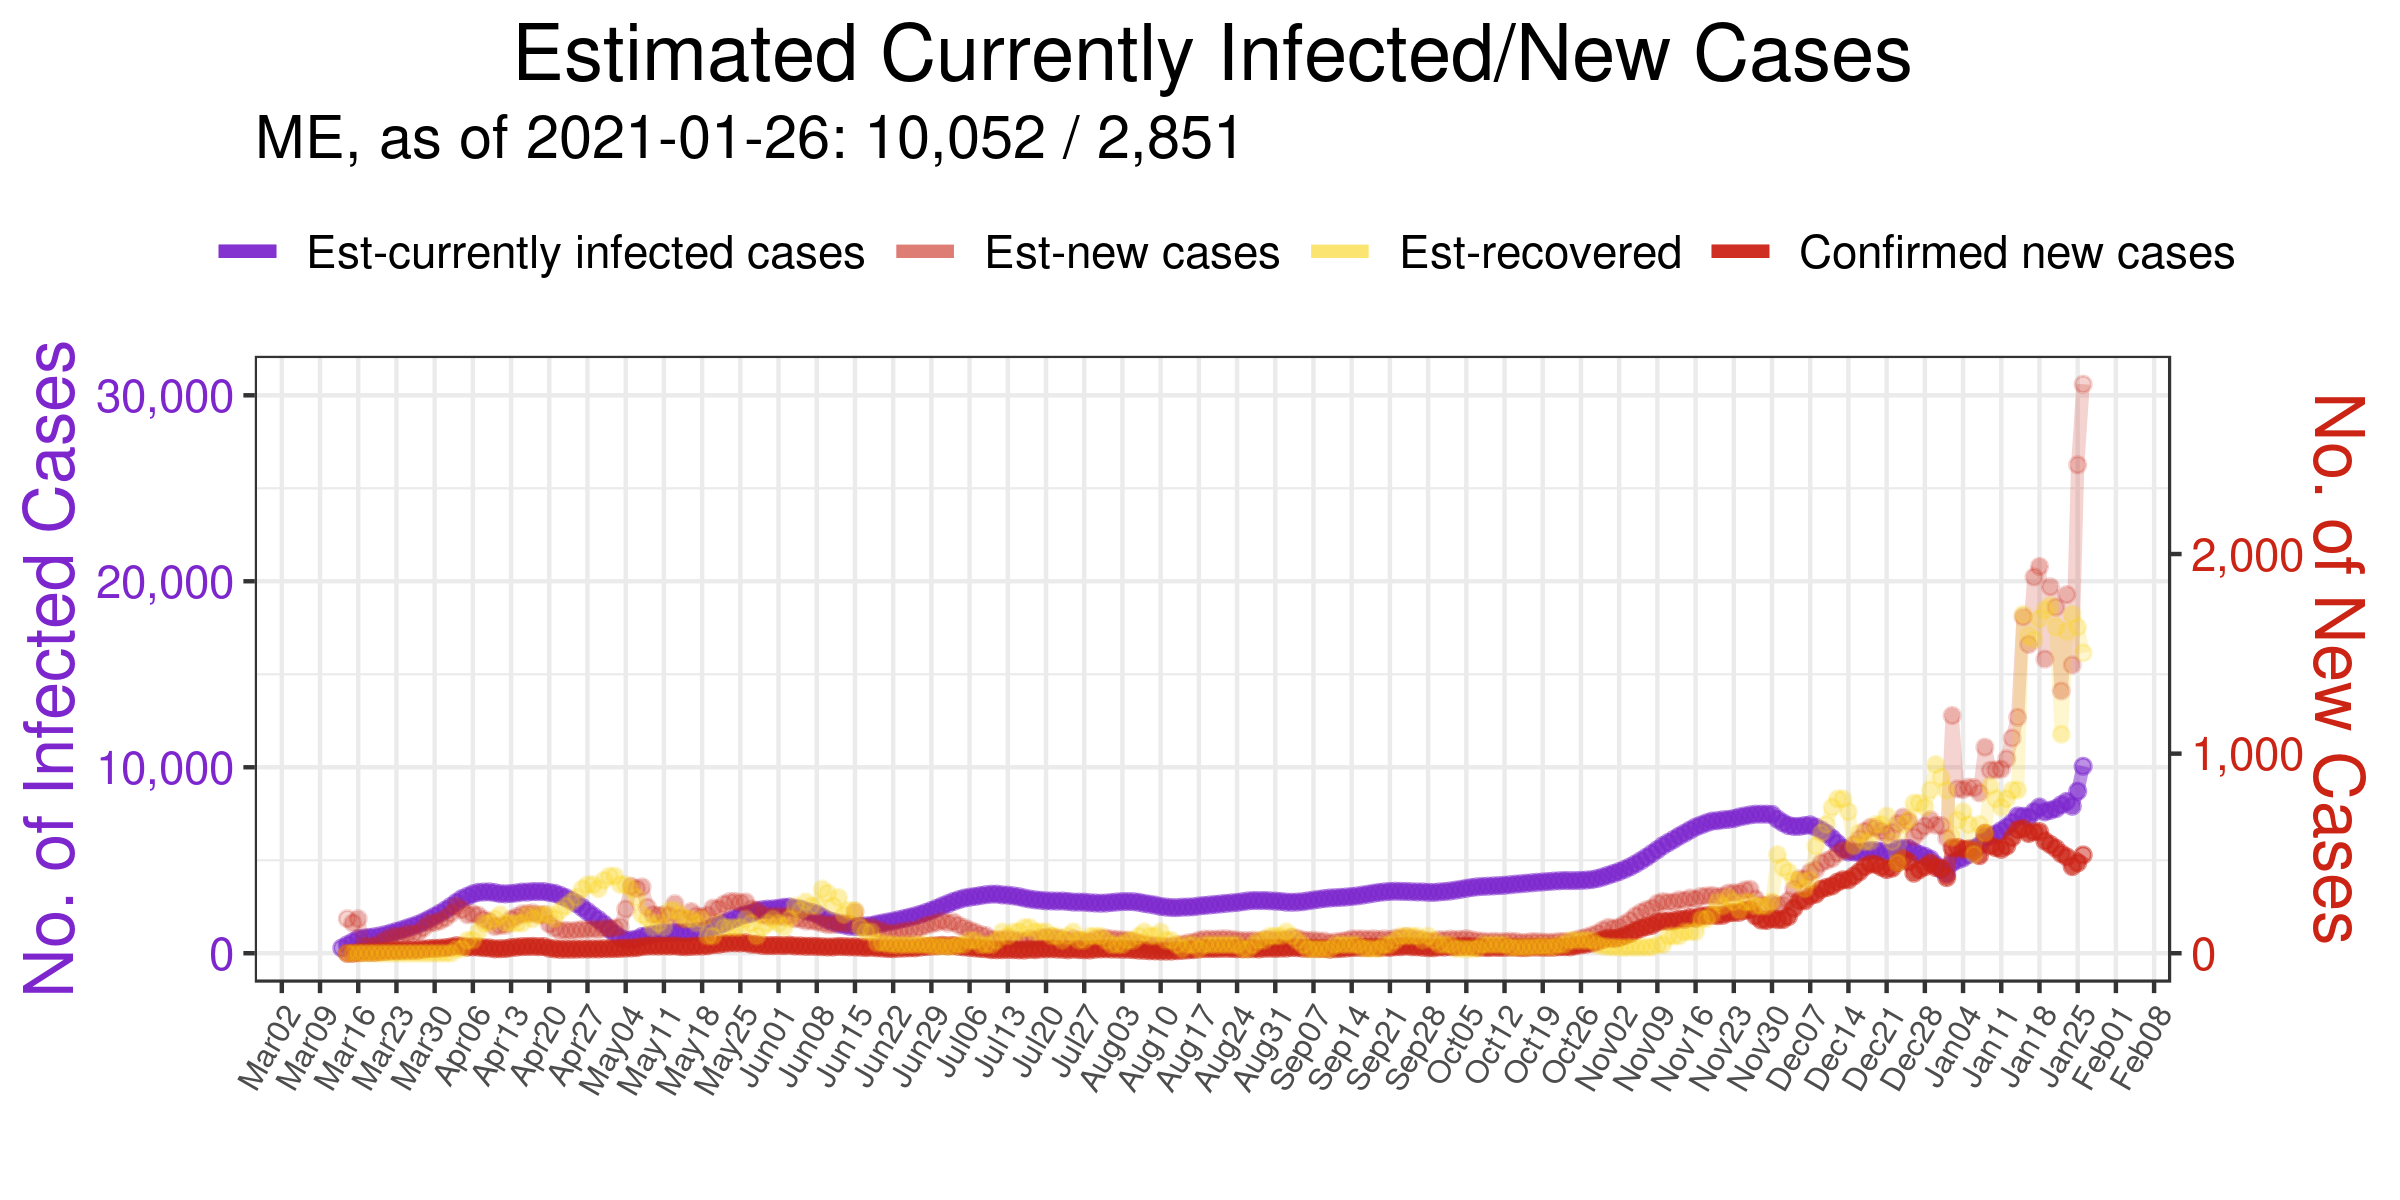 Estimated Currently Infected/New Cases
ME, as of 2021-01-26: 10,052 / 2,851
Est-currently infected cases Est-new cases Est-recovered Confirmed new cases
No. of Infected Cases
30,000
20,000
10,000
0
2,000
1,000
0
No. of New Cases
Mar02 Mar09 Mar16 Mar23 Mar30 Apr06 Apr13 Apr20 Apr27 May04 May11 May18 May25 Jun01 Jun08 Jun15 Jun22 Jun29 Jul06 Jul13 Jul20 Jul27 Aug03 Aug10 Aug17 Aug24 Aug31 Sep07 Sep14 Sep21 Sep28 Oct05 Oct12 Oct19 Oct26 Nov02 Nov09 Nov16 Nov23 Nov30 Dec07 Dec14 Dec21 Dec28 Jan04 Jan11 Jan18 Jan25 Feb01 Feb08